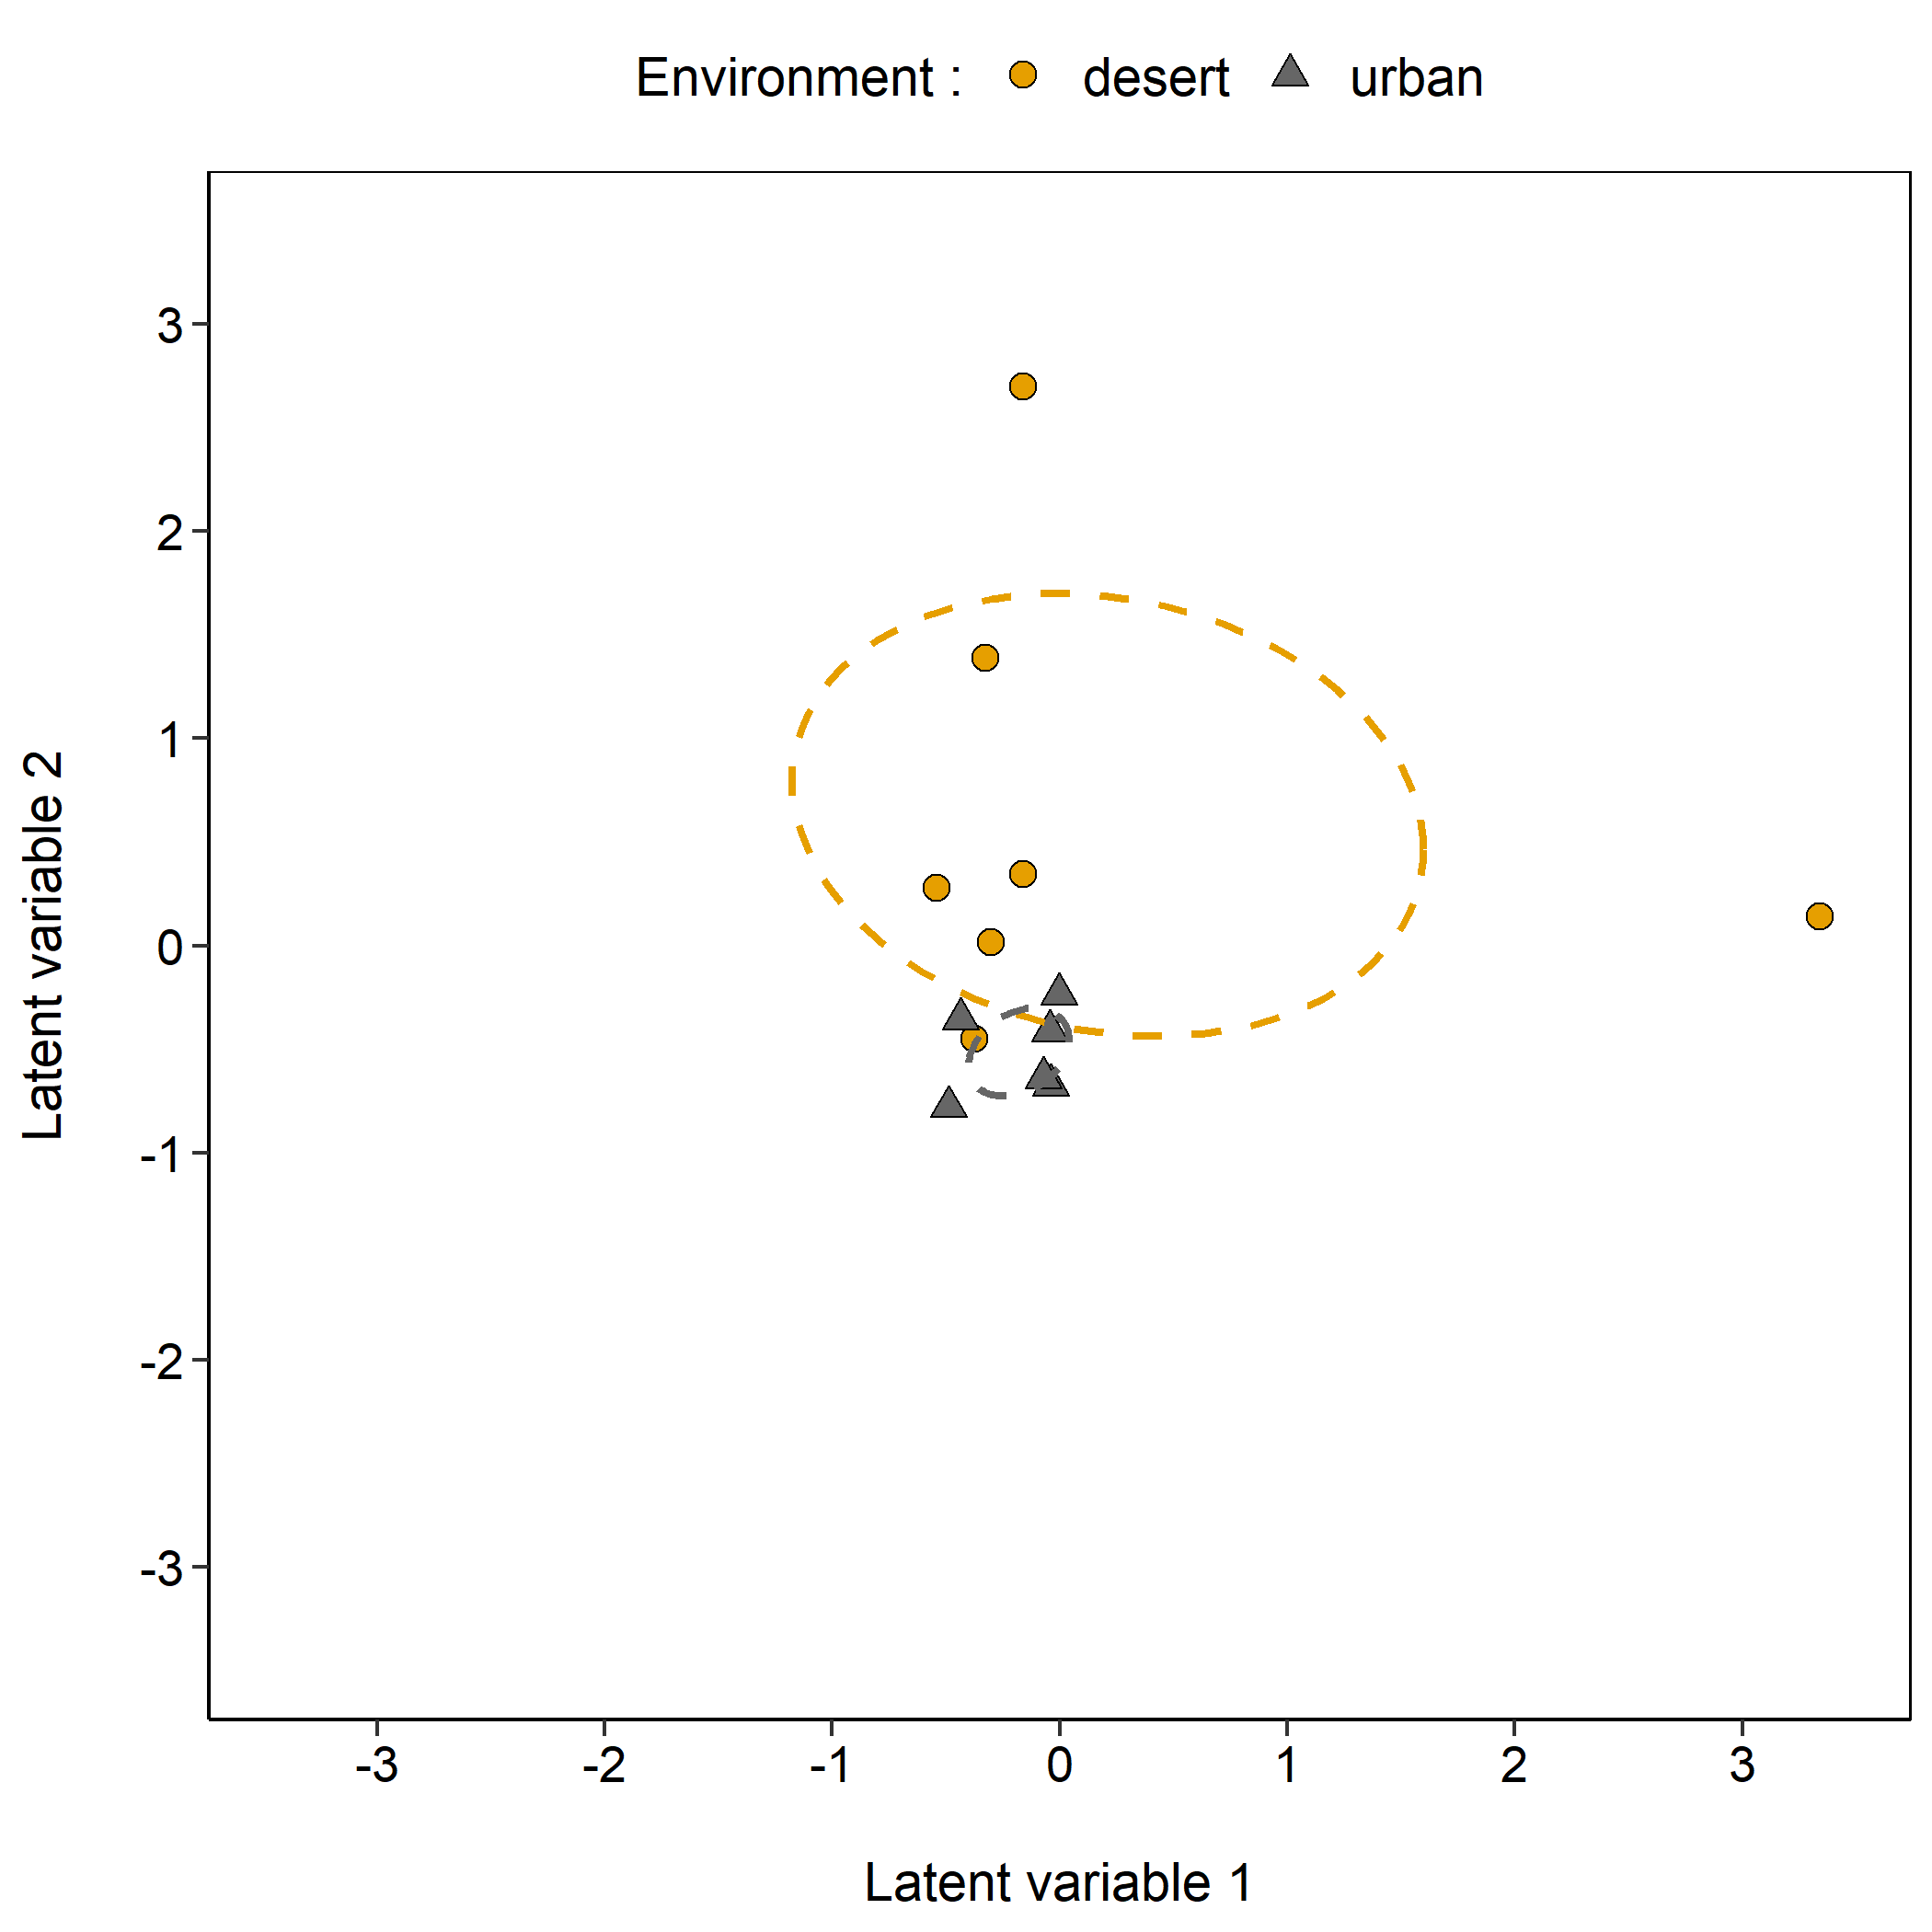 Environment : desert urban
3
2
1
0
-1
-2
-3
Latent variable 2
-3 -2 -1 0 1 2 3
Latent variable 1